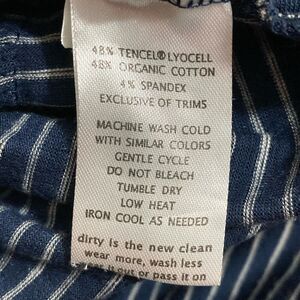 48% TENCEL®LYOCELL
48% ORGANIC COTTON
4% SPANDEX
EXCLUSIVE OF TRIMS
MACHINE WASH COLD
WITH SIMILAR COLORS
GENTLE CYCLE
DO NOT BLEACH
TUMBLE DRY
LOW HEAT
IRON COOL AS NEEDED
dirty is the new clean
wear more, wash less
it out or pass it on